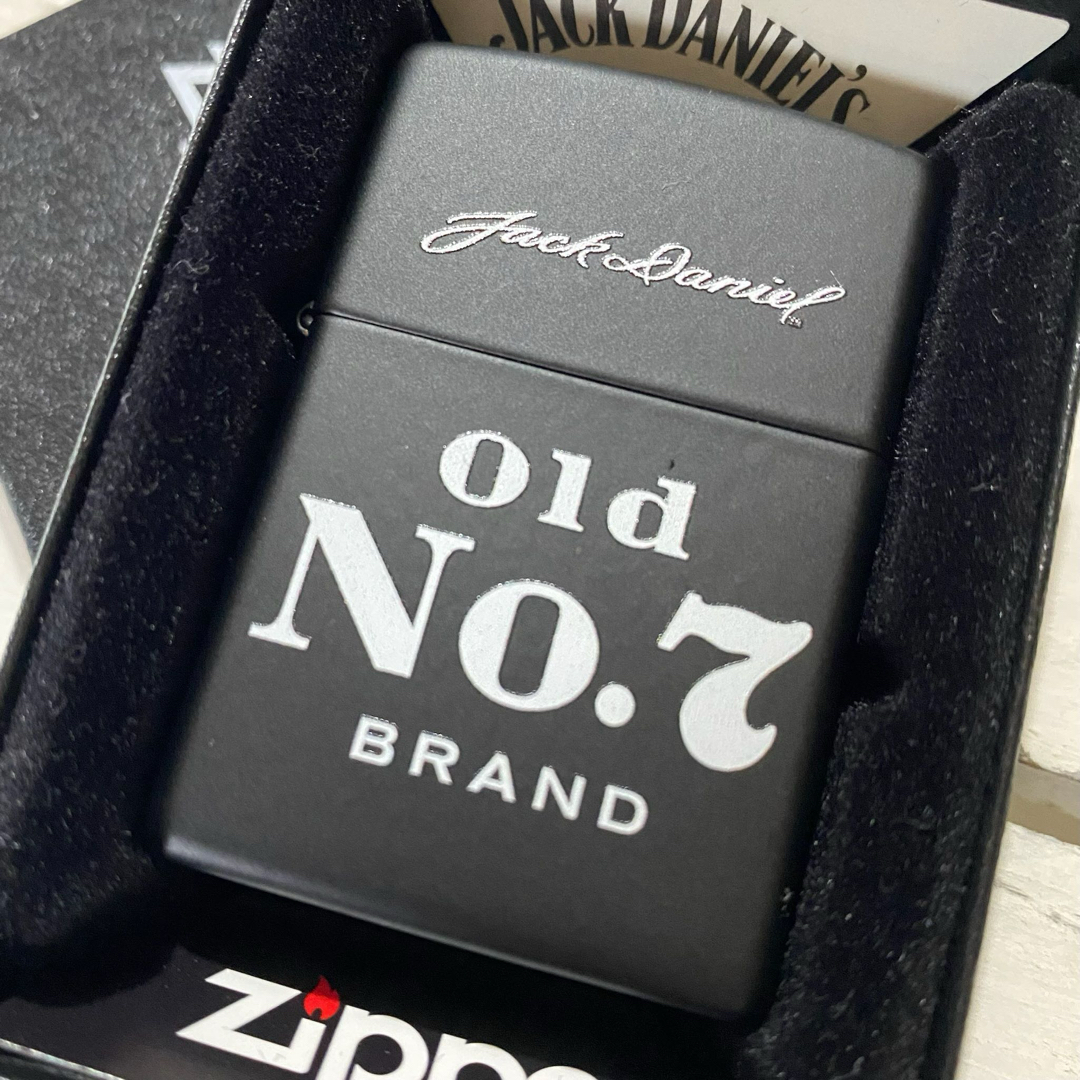 JACK DANIEL'S
Jack Daniel
Old
No.7
BRAND
Zippo